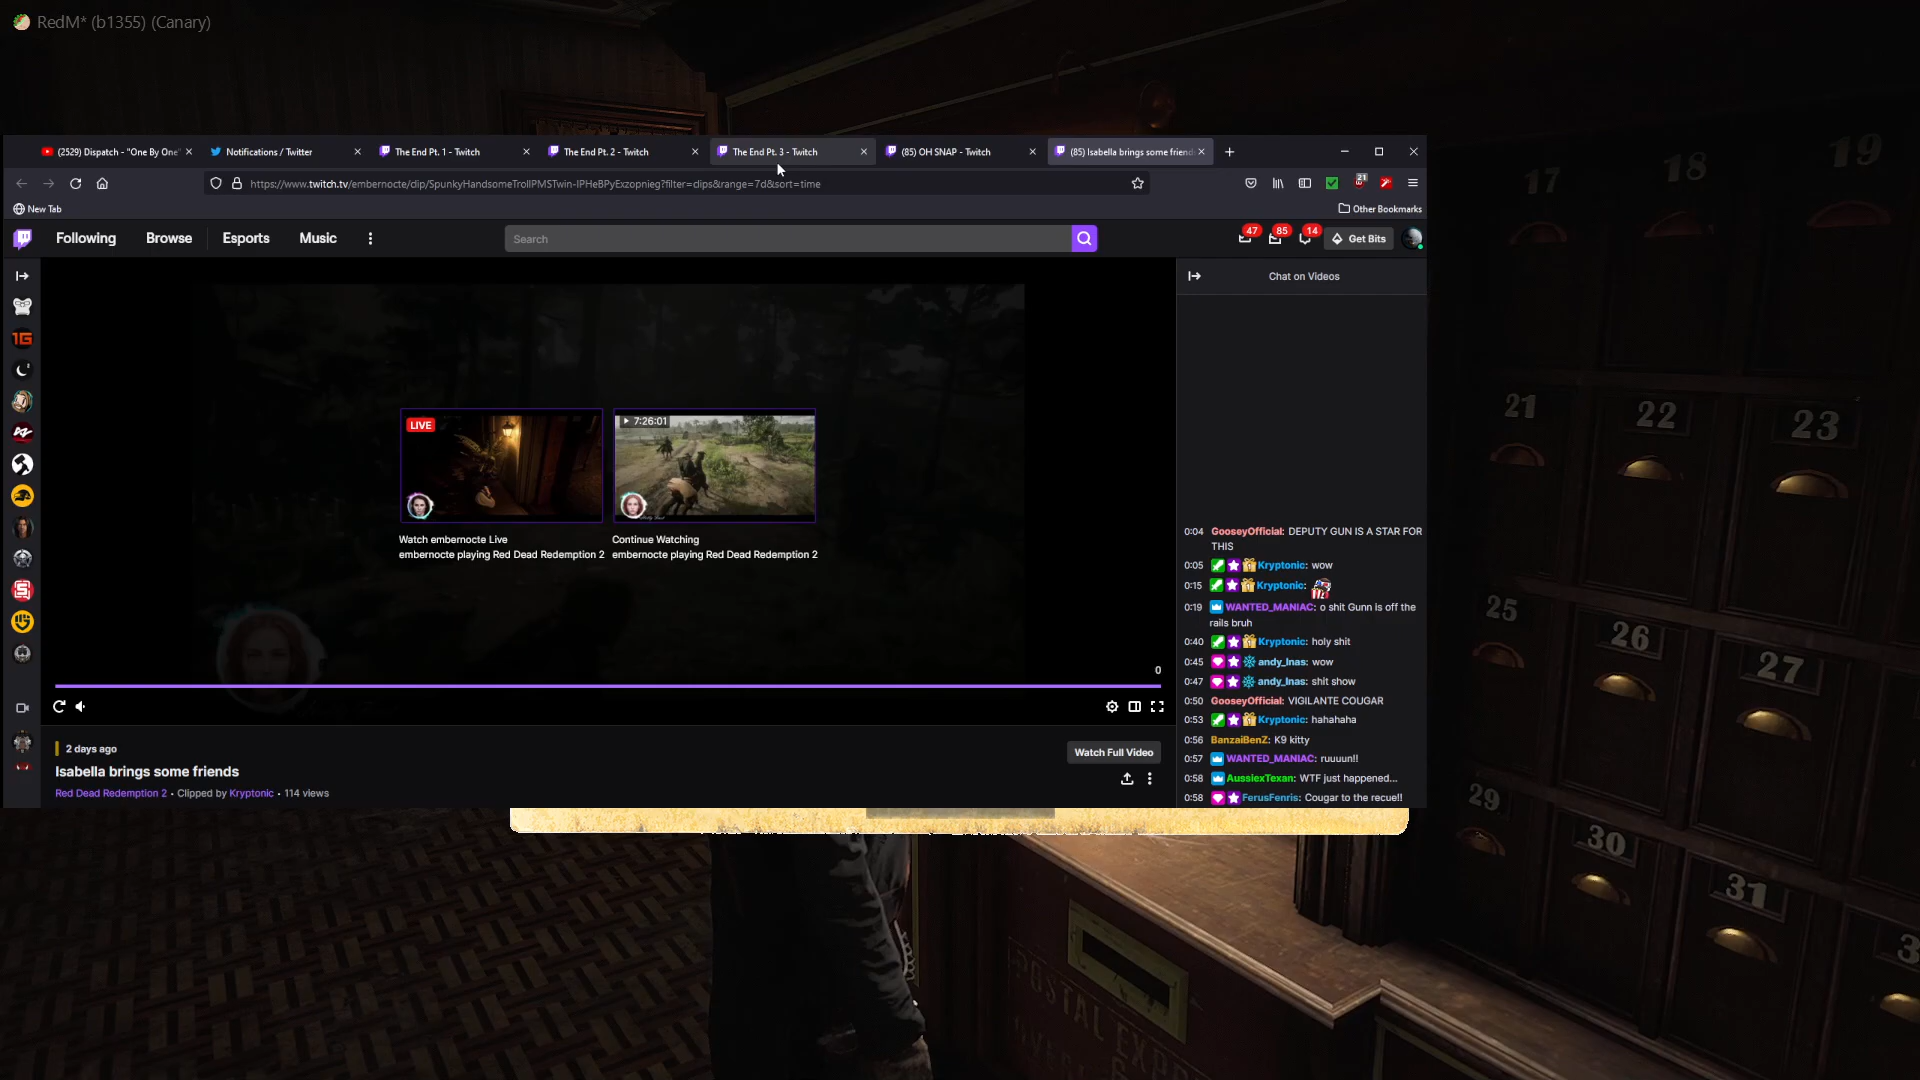 RedM* (b1355) (Canary)
(2529) Dispatch - "One By One"
Notifications / Twitter
The End Pt. 1 - Twitch
The End Pt. 2 - Twitch
The End Pt. 3 - Twitch
(85) OH SNAP - Twitch
(85) Isabella brings some friends
https://www.twitch.tv/embernocte/clip/SpunkyHandsomeTrollPMSTwin-IPHeBPyExzopnieg?filter=clips&range=7d&sort=time
21
New Tab
Other Bookmarks
Following
Browse
Esports
Music
Search
47
85
14
Get Bits
Chat on Videos
LIVE
7:26:01
Watch embernocte Live
embernocte playing Red Dead Redemption 2
Continue Watching
embernocte playing Red Dead Redemption 2
0:04 GooseyOfficial: DEPUTY GUN IS A STAR FOR
THIS
0:05 Kryptonic: wow
0:15 Kryptonic:
0:19 WANTED_MANIAC: o shit Gunn is off the
rails bruh
0:40 Kryptonic: holy shit
0:45 andy_lnas: wow
0:47 andy_lnas: shit show
0:50 GooseyOfficial: VIGILANTE COUGAR
0:53 Kryptonic: hahahaha
0:56 BanzaiBenZ: K9 kitty
0:57 WANTED_MANIAC: ruuuun!!
0:58 AussiexTexan: WTF just happened...
0:58 FerusFenris: Cougar to the recue!!
0
2 days ago
Watch Full Video
Isabella brings some friends
Red Dead Redemption 2 • Clipped by Kryptonic • 114 views
17
18
19
21
22
23
25
26
27
29
30
31
POSTAL EXPR